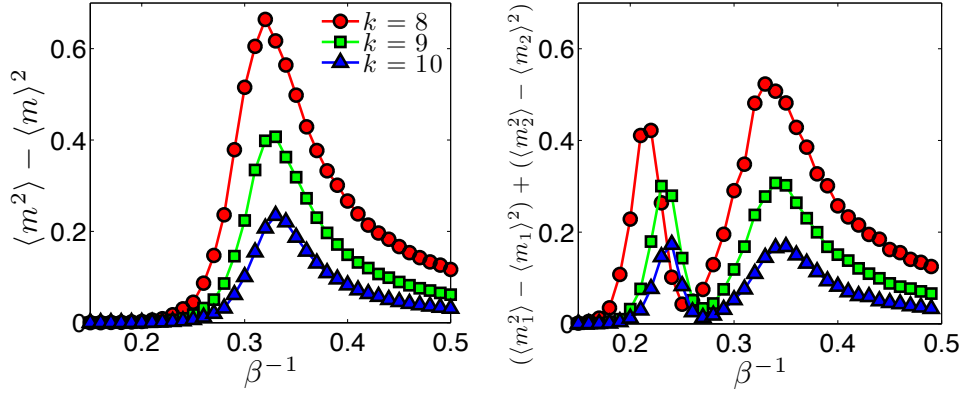 ⟨m²⟩ − ⟨m⟩²
0.6
0.4
0.2
0
0.2
0.3
0.4
0.5
β⁻¹
k = 8
k = 9
k = 10
(⟨m₁²⟩ − ⟨m₁⟩²) + (⟨m₂²⟩ − ⟨m₂⟩²)
0.6
0.4
0.2
0
0.2
0.3
0.4
0.5
β⁻¹